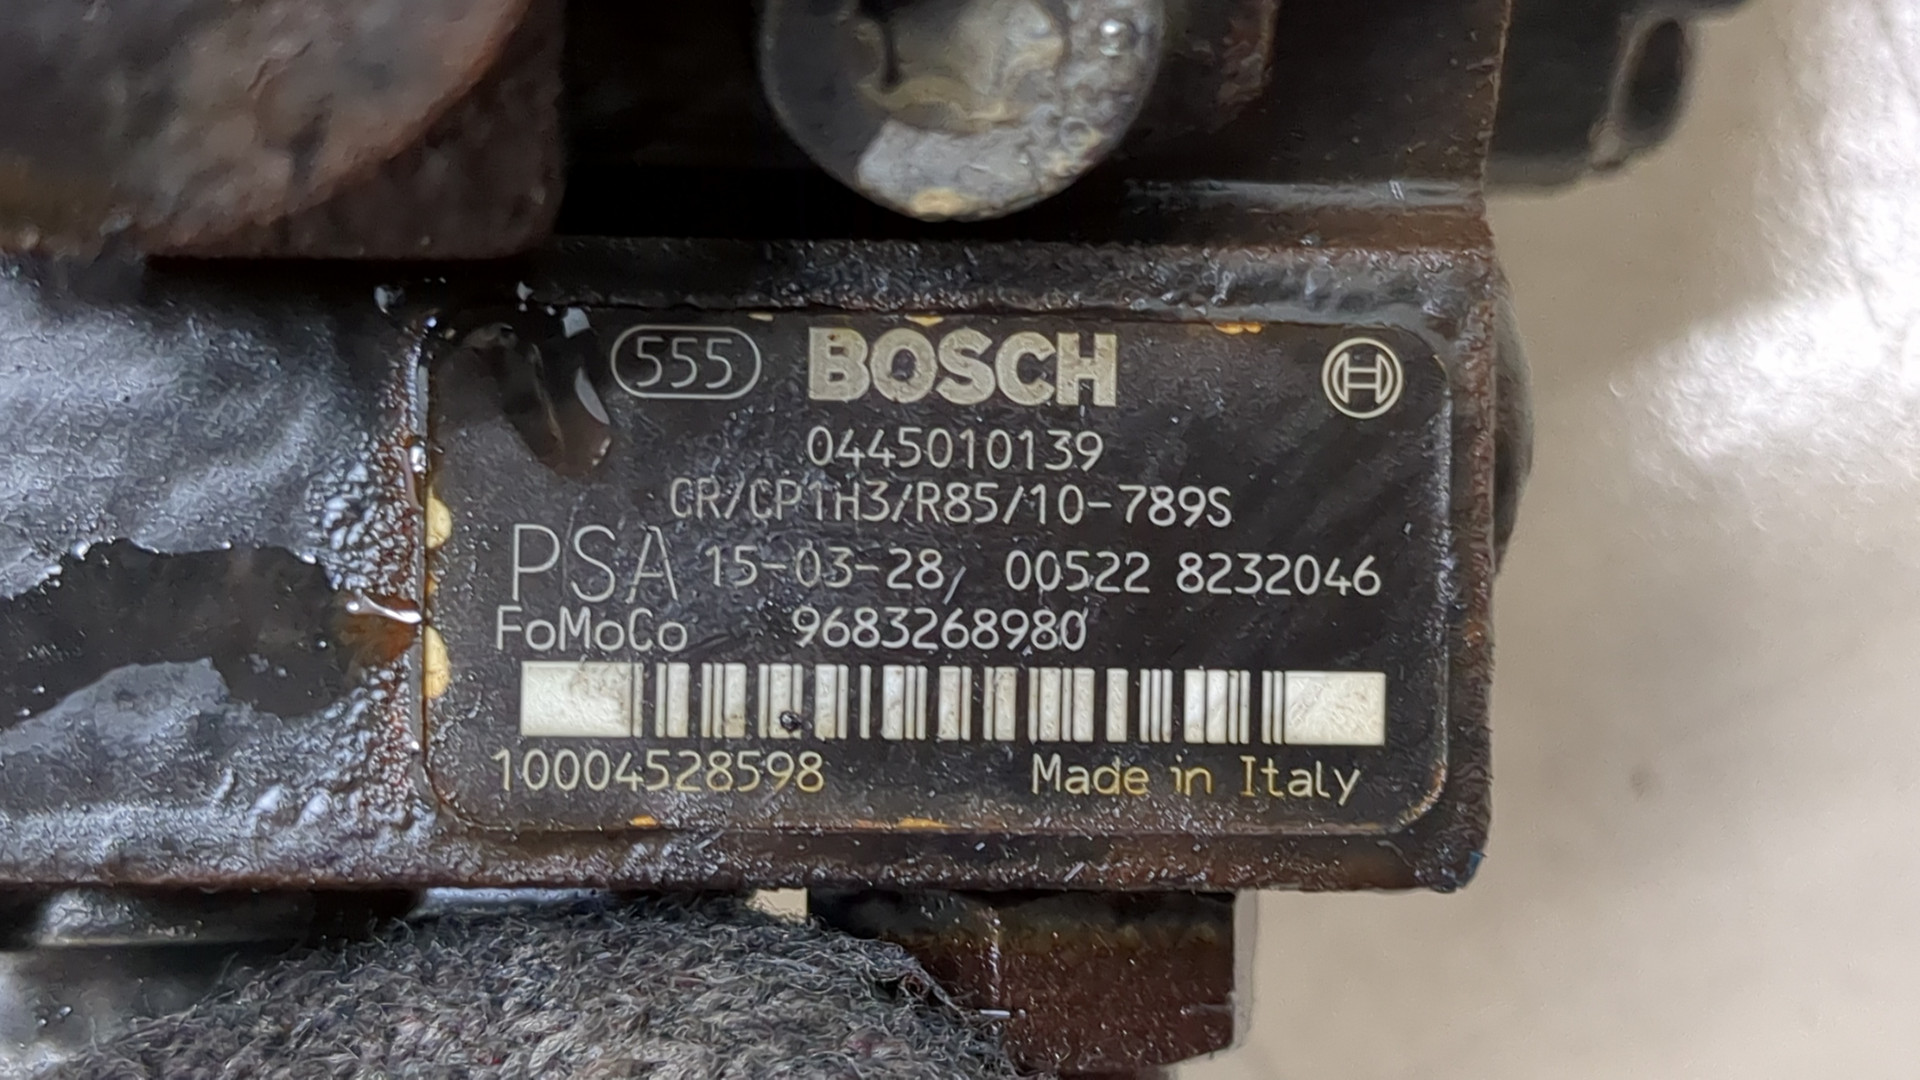 555 BOSCH
0445010139
CR/CP1H3/R85/10-789S
PSA 15-03-28, 00522 8232046
FoMoCo 9683268980
10004528598 Made in Italy